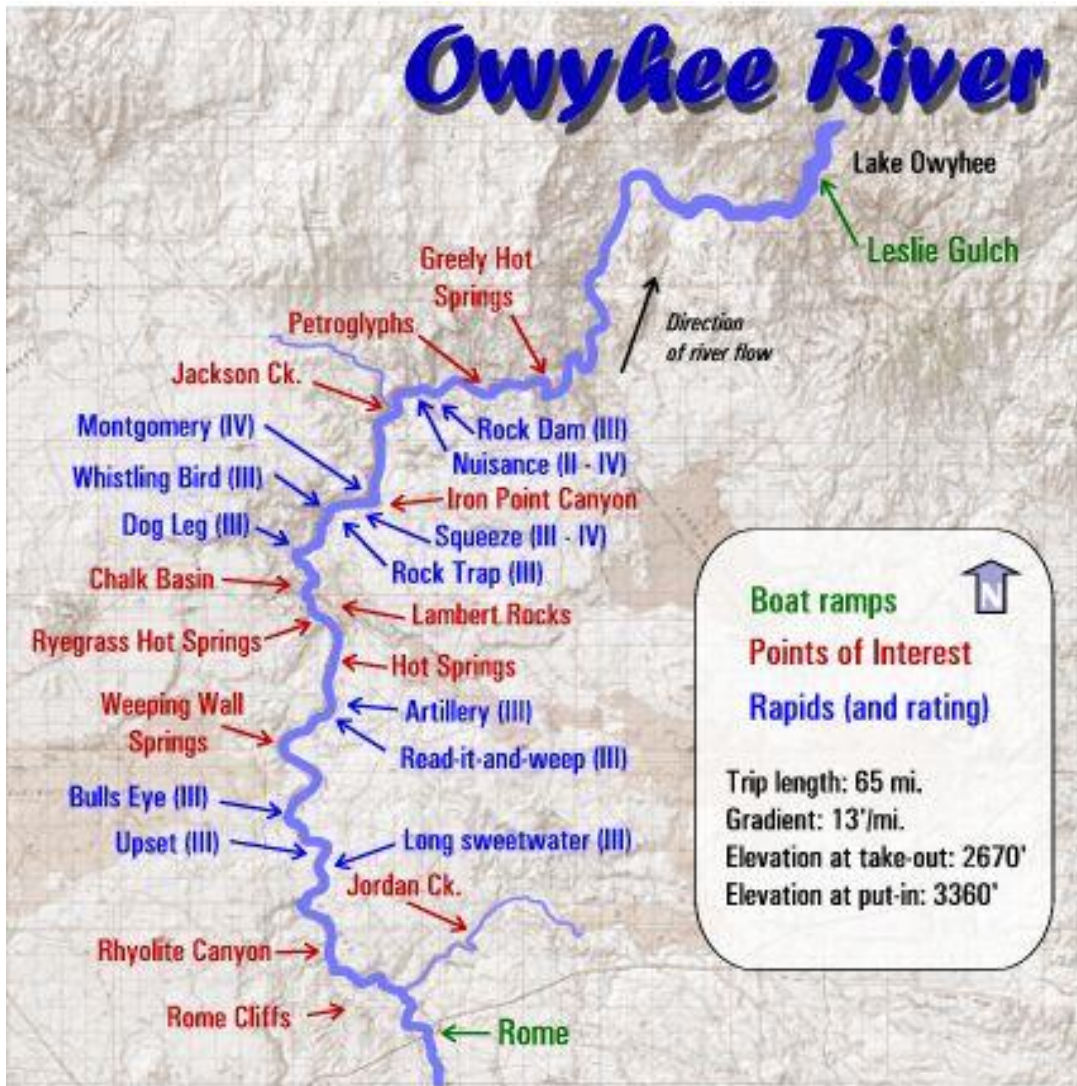 Owyhee River
Lake Owyhee
Leslie Gulch
Greely Hot
Springs
Direction
of river flow
Petroglyphs
Jackson Ck.
Montgomery (IV)
Rock Dam (III)
Nuisance (II - IV)
Whistling Bird (III)
Iron Point Canyon
Dog Leg (III)
Squeeze (III - IV)
Rock Trap (III)
Chalk Basin
Lambert Rocks
Ryegrass Hot Springs
Hot Springs
Weeping Wall
Springs
Artillery (III)
Read-it-and-weep (III)
Bulls Eye (III)
Upset (III)
Long sweetwater (III)
Jordan Ck.
Rhyolite Canyon
Rome Cliffs
Rome
N
Boat ramps
Points of Interest
Rapids (and rating)
Trip length: 65 mi.
Gradient: 13'/mi.
Elevation at take-out: 2670'
Elevation at put-in: 3360'